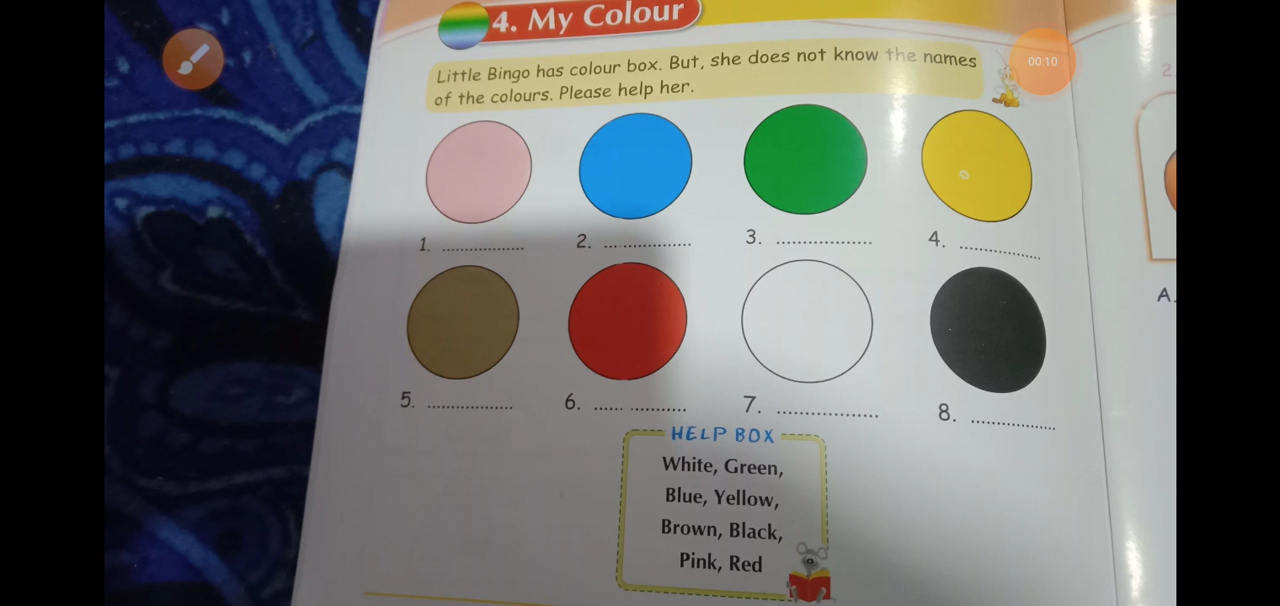 4. My Colour
00:10
Little Bingo has colour box. But, she does not know the names
of the colours. Please help her.
2.
1. ............... 2. ................. 3. .................. 4. ...............
A.
5. ................ 6. ...... ........... 7. ................... 8. ................
HELP BOX
White, Green,
Blue, Yellow,
Brown, Black,
Pink, Red